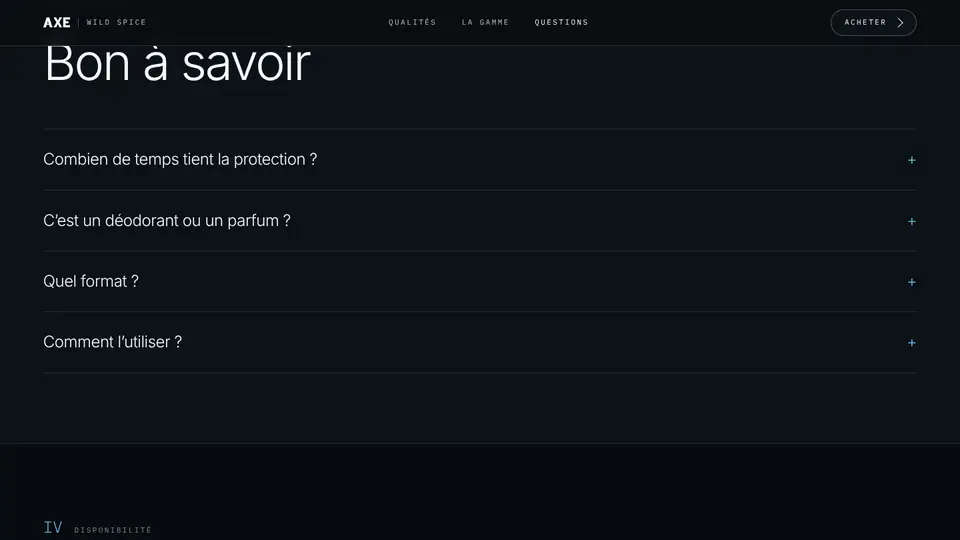 AXE WILD SPICE QUALITÉS LA GAMME QUESTIONS ACHETER
Bon à savoir
Combien de temps tient la protection ? +
C’est un déodorant ou un parfum ? +
Quel format ? +
Comment l’utiliser ? +
IV DISPONIBILITÉ